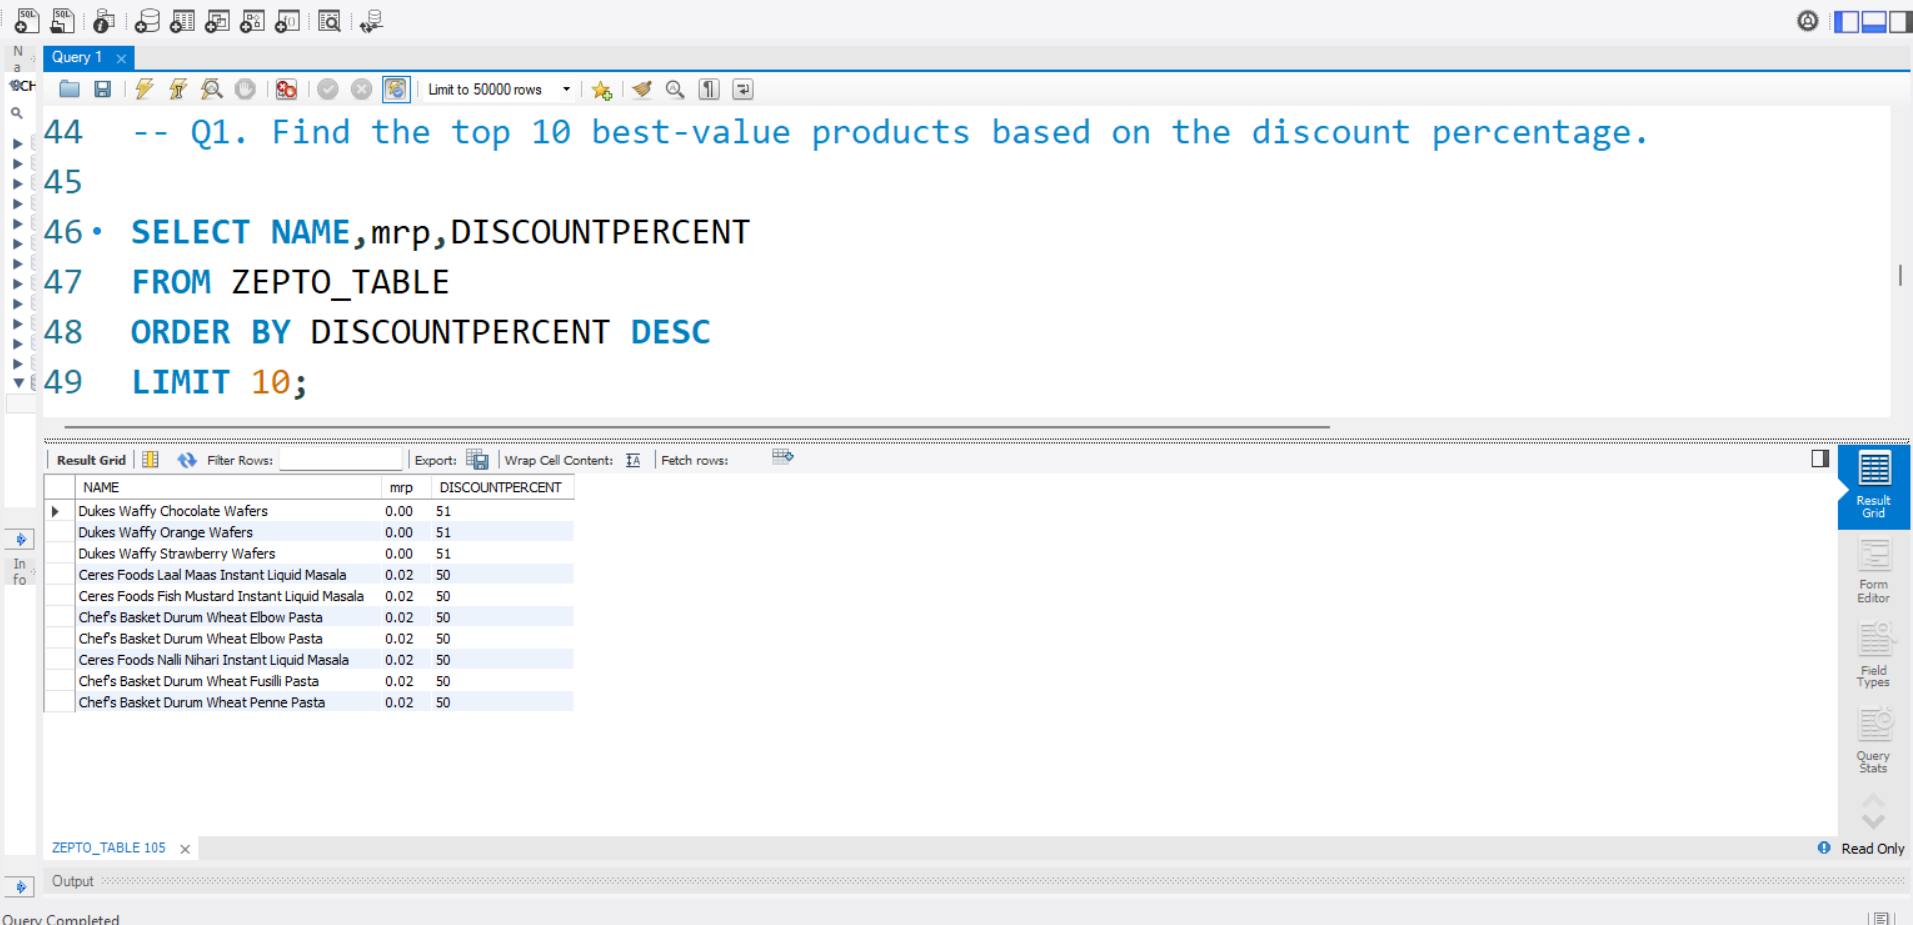 SQL
SQL
N
a
Query 1
SCH
Limit to 50000 rows
44 -- Q1. Find the top 10 best-value products based on the discount percentage.
45
46 SELECT NAME,mrp,DISCOUNTPERCENT
47 FROM ZEPTO_TABLE
48 ORDER BY DISCOUNTPERCENT DESC
49 LIMIT 10;
Result Grid Filter Rows: Export: Wrap Cell Content: IA Fetch rows:
NAME mrp DISCOUNTPERCENT
Dukes Waffy Chocolate Wafers 0.00 51
Dukes Waffy Orange Wafers 0.00 51
Dukes Waffy Strawberry Wafers 0.00 51
Ceres Foods Laal Maas Instant Liquid Masala 0.02 50
Ceres Foods Fish Mustard Instant Liquid Masala 0.02 50
Chef's Basket Durum Wheat Elbow Pasta 0.02 50
Chef's Basket Durum Wheat Elbow Pasta 0.02 50
Ceres Foods Nalli Nihari Instant Liquid Masala 0.02 50
Chef's Basket Durum Wheat Fusilli Pasta 0.02 50
Chef's Basket Durum Wheat Penne Pasta 0.02 50
In
fo
Result
Grid
Form
Editor
Field
Types
Query
Stats
ZEPTO_TABLE 105
Read Only
Output
Query Completed